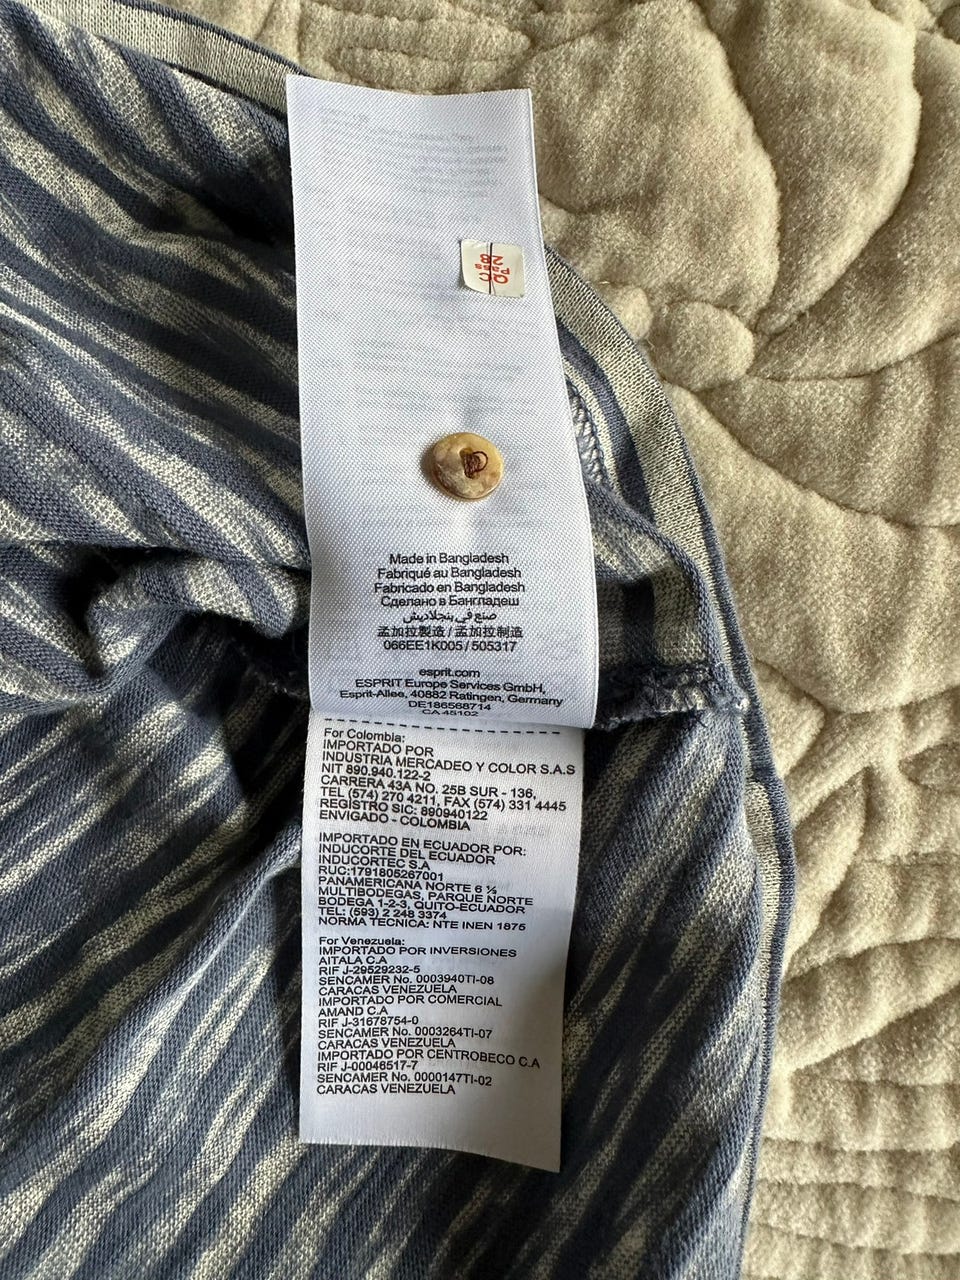 QC
Pass
28
Made in Bangladesh
Fabriqué au Bangladesh
Fabricado en Bangladesh
Сделано в Бангладеш
صنع في بنجلاديش
孟加拉製造 / 孟加拉制造
066EE1K005 / 505317
esprit.com
ESPRIT Europe Services GmbH,
Esprit-Allee, 40882 Ratingen, Germany
DE186568714
CA 45102
For Colombia:
IMPORTADO POR
INDUSTRIA MERCADEO Y COLOR S.A.S
NIT 890.940.122-2
CARRERA 43A NO. 25B SUR - 136,
TEL (574) 270 4211, FAX (574) 331 4445
REGISTRO SIC: 890940122
ENVIGADO - COLOMBIA
IMPORTADO EN ECUADOR POR:
INDUCORTE DEL ECUADOR
INDUCORTEC S.A
RUC:1791805267001
PANAMERICANA NORTE 6 ½
MULTIBODEGAS, PARQUE NORTE
BODEGA 1-2-3, QUITO-ECUADOR
TEL: (593) 2 248 3374
NORMA TECNICA: NTE INEN 1875
For Venezuela:
IMPORTADO POR INVERSIONES
AITALA C.A
RIF J-29529232-5
SENCAMER No. 0003940TI-08
CARACAS VENEZUELA
IMPORTADO POR COMERCIAL
AMAND C.A
RIF J-31678754-0
SENCAMER No. 0003264TI-07
CARACAS VENEZUELA
IMPORTADO POR CENTROBECO C.A
RIF J-00046517-7
SENCAMER No. 0000147TI-02
CARACAS VENEZUELA